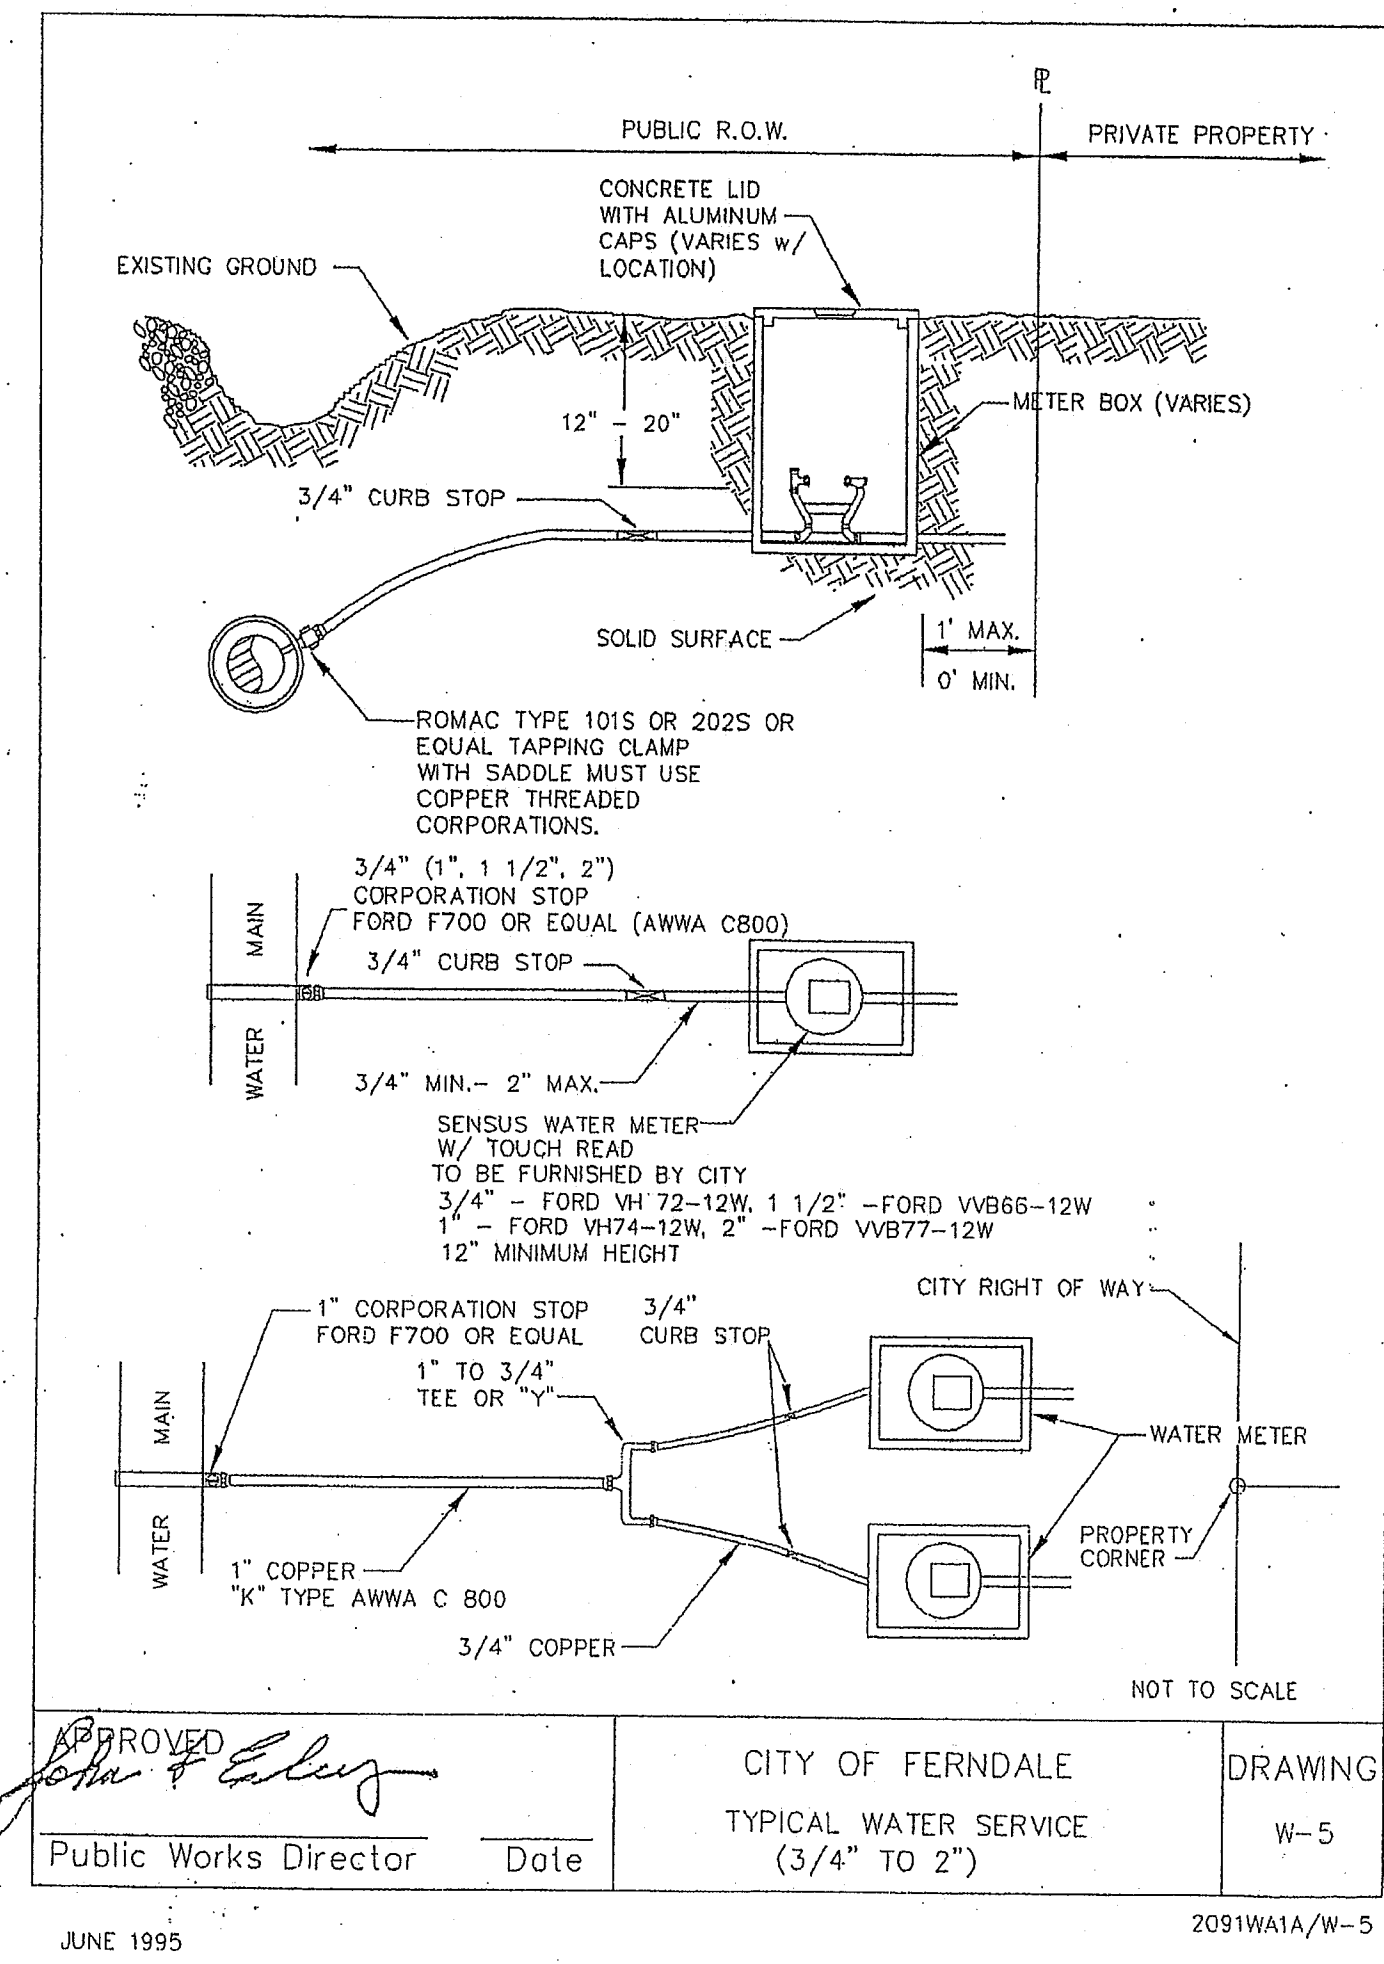 PL
PUBLIC R.O.W.
PRIVATE PROPERTY
CONCRETE LID
WITH ALUMINUM
CAPS (VARIES w/
LOCATION)
EXISTING GROUND
12" - 20"
METER BOX (VARIES)
3/4" CURB STOP
SOLID SURFACE
1' MAX.
0' MIN.
ROMAC TYPE 101S OR 202S OR
EQUAL TAPPING CLAMP
WITH SADDLE MUST USE
COPPER THREADED
CORPORATIONS.
3/4" (1", 1 1/2", 2")
CORPORATION STOP
FORD F700 OR EQUAL (AWWA C800)
3/4" CURB STOP
WATER MAIN
3/4" MIN.- 2" MAX.
SENSUS WATER METER
W/ TOUCH READ
TO BE FURNISHED BY CITY
3/4" - FORD VH 72-12W, 1 1/2" -FORD VVB66-12W
1" - FORD VH74-12W, 2" -FORD VVB77-12W
12" MINIMUM HEIGHT
CITY RIGHT OF WAY
1" CORPORATION STOP
FORD F700 OR EQUAL
3/4"
CURB STOP
1" TO 3/4"
TEE OR "Y"
WATER MAIN
WATER METER
PROPERTY
CORNER
1" COPPER
"K" TYPE AWWA C 800
3/4" COPPER
NOT TO SCALE
APPROVED
Public Works Director
Date
CITY OF FERNDALE
TYPICAL WATER SERVICE
(3/4" TO 2")
DRAWING
W-5
JUNE 1995
2091WA1A/W-5